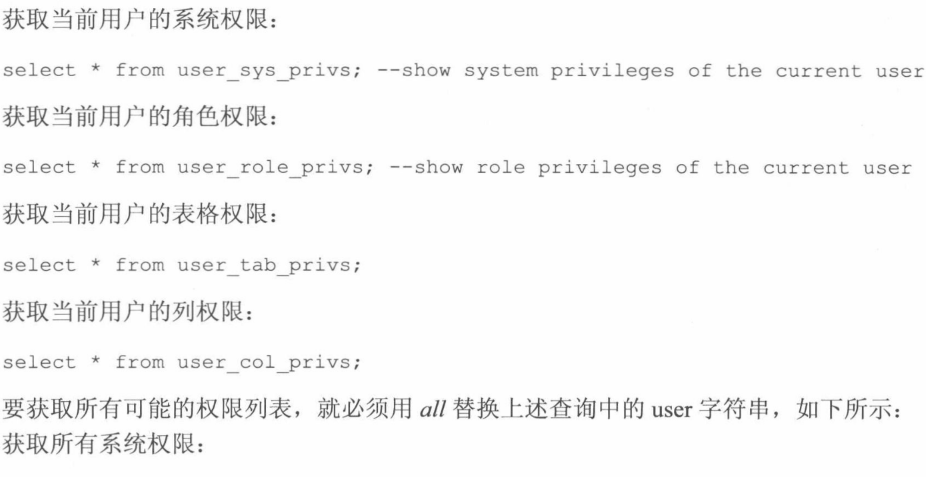 获取当前用户的系统权限：
select * from user_sys_privs; --show system privileges of the current user
获取当前用户的角色权限：
select * from user_role_privs; --show role privileges of the current user
获取当前用户的表格权限：
select * from user_tab_privs;
获取当前用户的列权限：
select * from user_col_privs;
要获取所有可能的权限列表，就必须用 all 替换上述查询中的 user 字符串，如下所示：
获取所有系统权限：